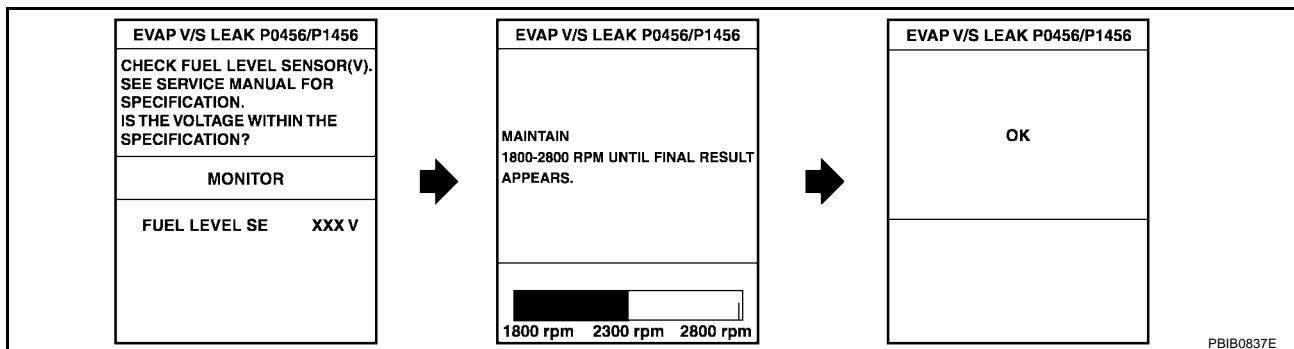 EVAP V/S LEAK P0456/P1456
CHECK FUEL LEVEL SENSOR(V).
SEE SERVICE MANUAL FOR
SPECIFICATION.
IS THE VOLTAGE WITHIN THE
SPECIFICATION?
MONITOR
FUEL LEVEL SE XXX V
EVAP V/S LEAK P0456/P1456
MAINTAIN
1800-2800 RPM UNTIL FINAL RESULT
APPEARS.
1800 rpm 2300 rpm 2800 rpm
EVAP V/S LEAK P0456/P1456
OK
PBIB0837E